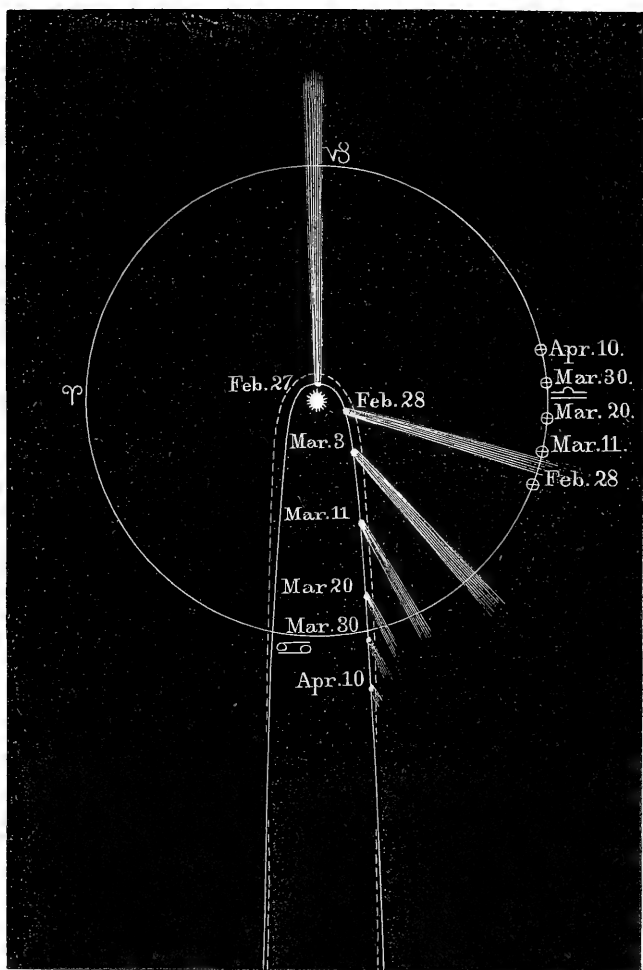 ♑
Apr. 10.
♈
Feb. 27
Mar. 30.
♎
Feb. 28
Mar. 20.
Mar. 3
Mar. 11.
Feb. 28
Mar. 11
Mar 20
Mar. 30
♋
Apr. 10